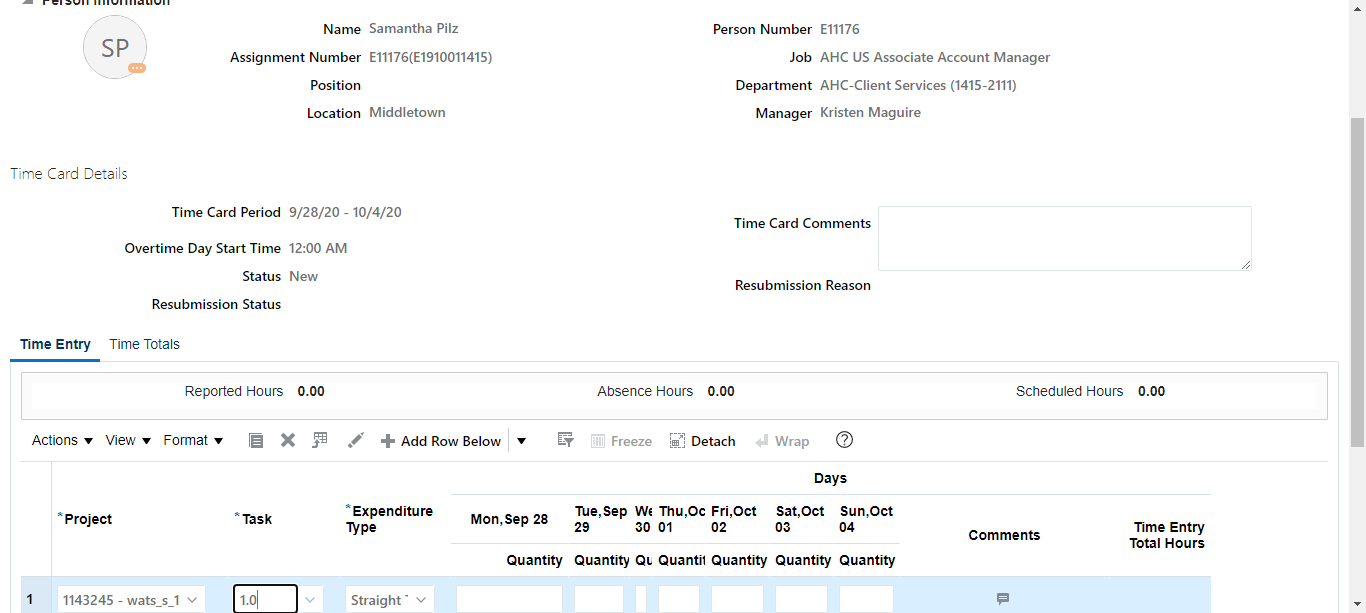 Person Information
SP
Name Samantha Pilz
Person Number E11176
Assignment Number E11176(E1910011415)
Job AHC US Associate Account Manager
Position
Department AHC-Client Services (1415-2111)
Location Middletown
Manager Kristen Maguire
Time Card Details
Time Card Period 9/28/20 - 10/4/20
Time Card Comments
Overtime Day Start Time 12:00 AM
Status New
Resubmission Reason
Resubmission Status
Time Entry Time Totals
Reported Hours 0.00 Absence Hours 0.00 Scheduled Hours 0.00
Actions View Format Add Row Below Freeze Detach Wrap ?
Days
*Project *Task *Expenditure Type
Mon,Sep 28
Tue,Sep 29
We 30
Thu,Oc 01
Fri,Oct 02
Sat,Oct 03
Sun,Oct 04
Comments
Time Entry Total Hours
Quantity Quantity Qu Quantit Quantity Quantity Quantity
1 1143245 - wats_s_1 1.0 Straight